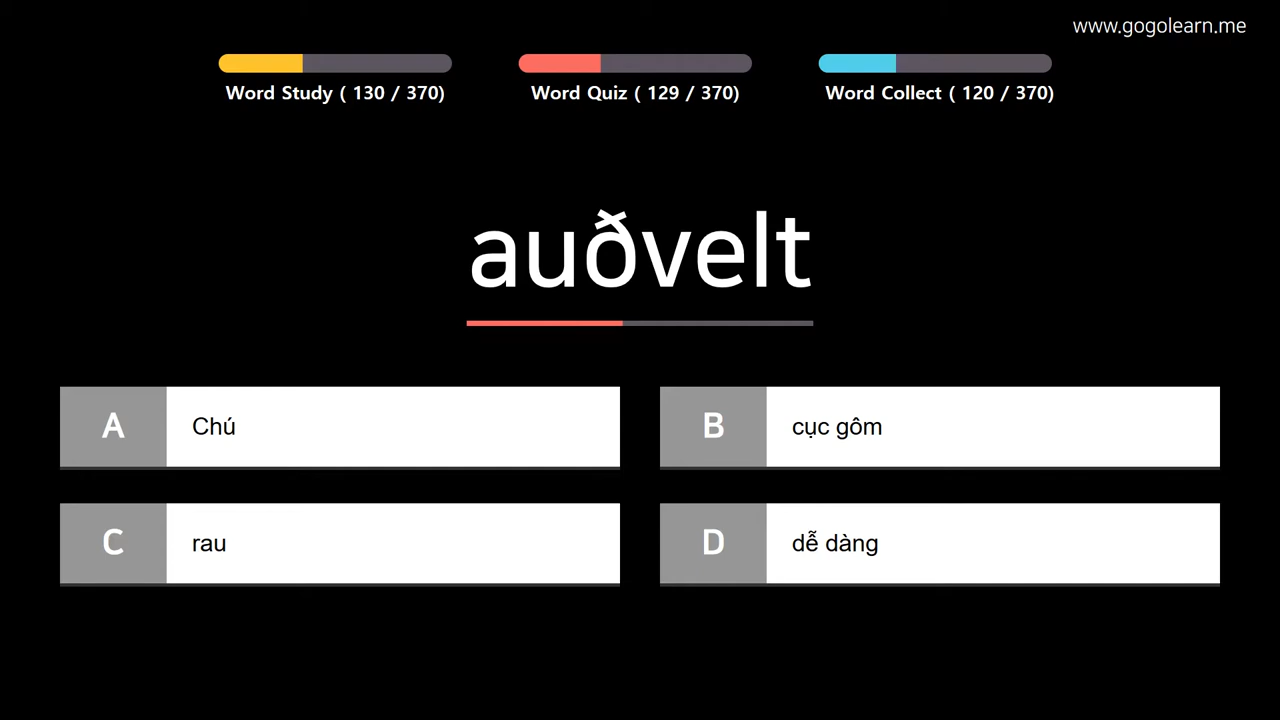 www.gogolearn.me
Word Study ( 130 / 370)
Word Quiz ( 129 / 370)
Word Collect ( 120 / 370)
auðvelt
A Chú
B cục gôm
C rau
D dễ dàng